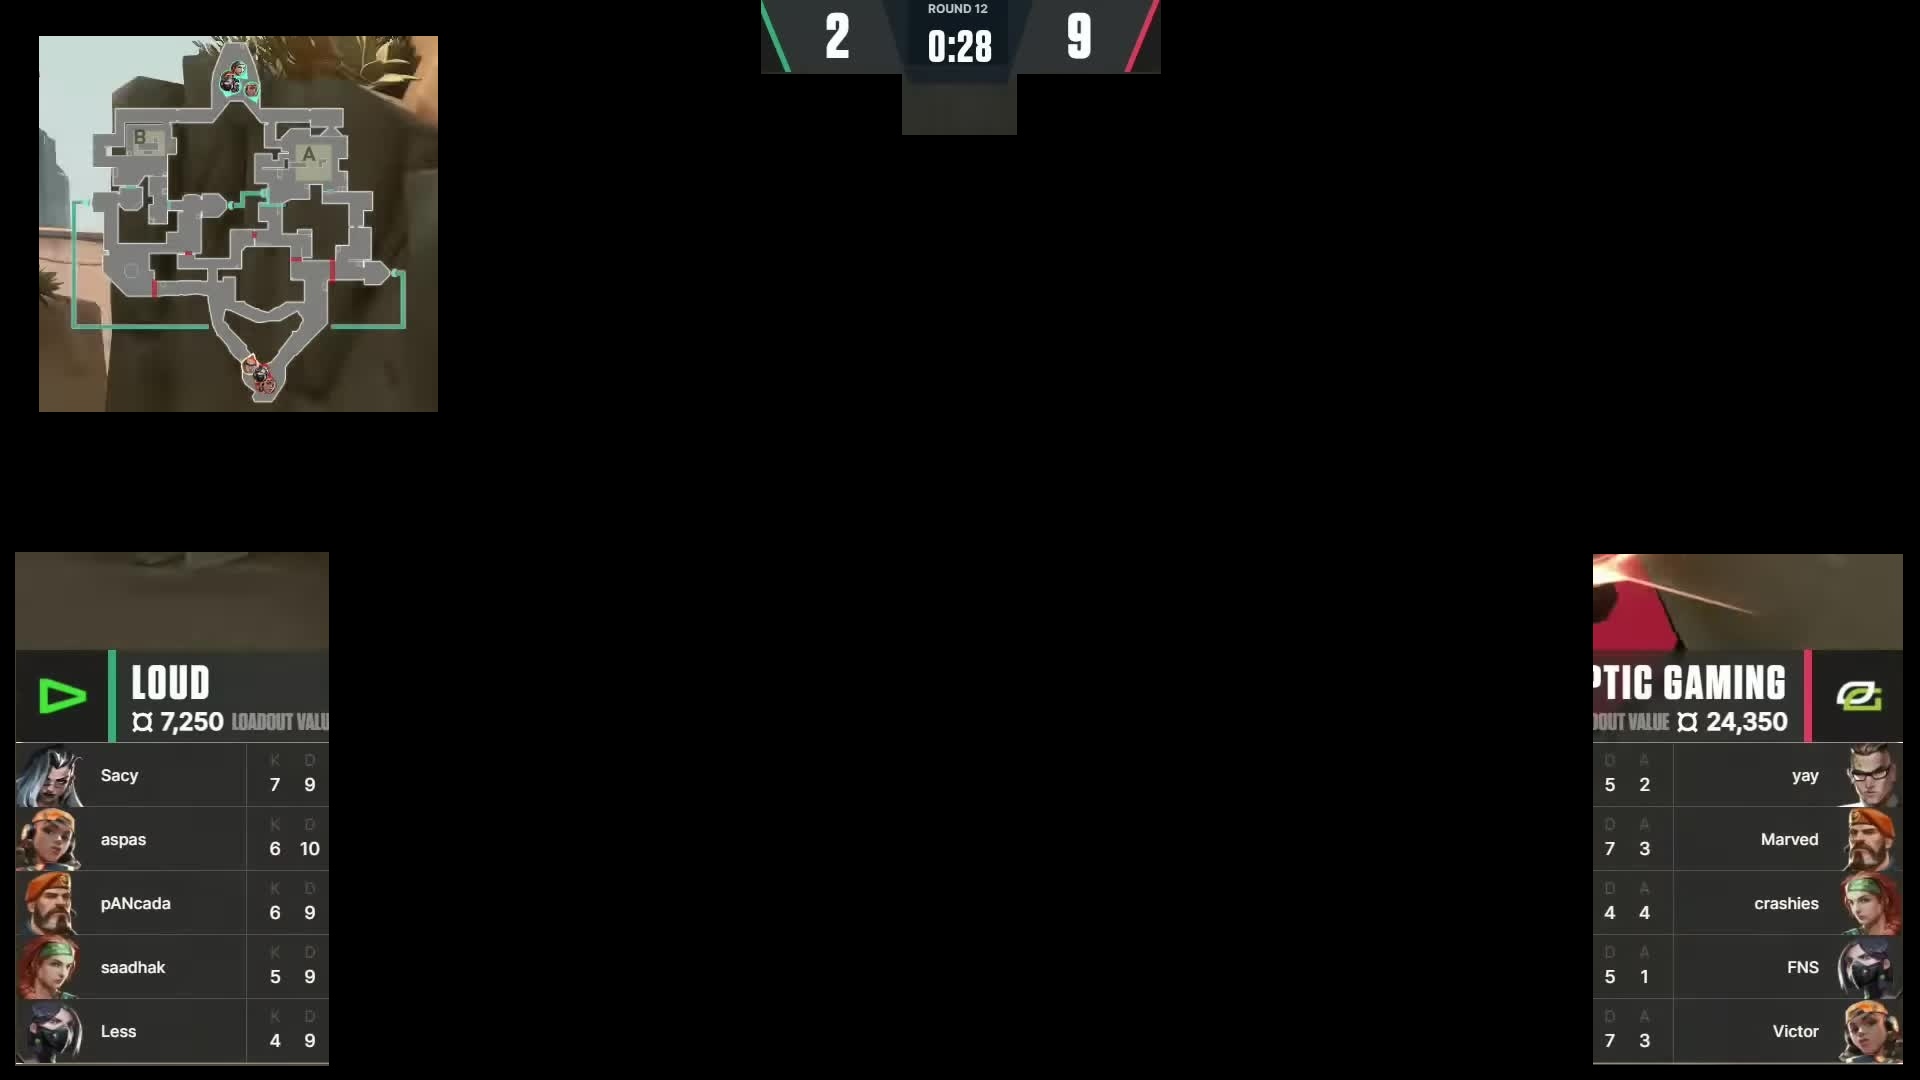 ROUND 12
2 0:28 9
B
A
LOUD
¤ 7,250 LOADOUT VALU
K D
Sacy 7 9
K D
aspas 6 10
K D
pANcada 6 9
K D
saadhak 5 9
K D
Less 4 9
PTIC GAMING
OUT VALUE ¤ 24,350
D A
5 2 yay
D A
7 3 Marved
D A
4 4 crashies
D A
5 1 FNS
D A
7 3 Victor